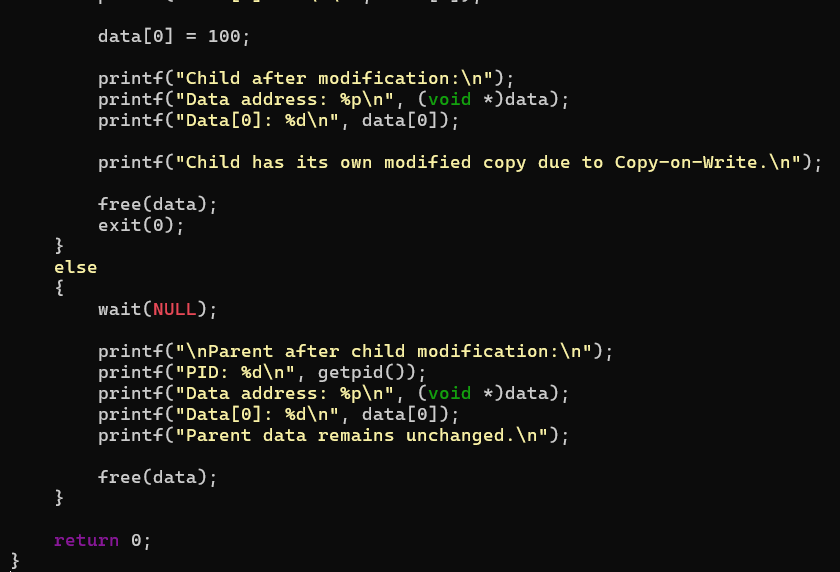 data[0] = 100;
printf("Child after modification:\n");
printf("Data address: %p\n", (void *)data);
printf("Data[0]: %d\n", data[0]);
printf("Child has its own modified copy due to Copy-on-Write.\n");
free(data);
exit(0);
}
else
{
wait(NULL);
printf("\nParent after child modification:\n");
printf("PID: %d\n", getpid());
printf("Data address: %p\n", (void *)data);
printf("Data[0]: %d\n", data[0]);
printf("Parent data remains unchanged.\n");
free(data);
}
return 0;
}